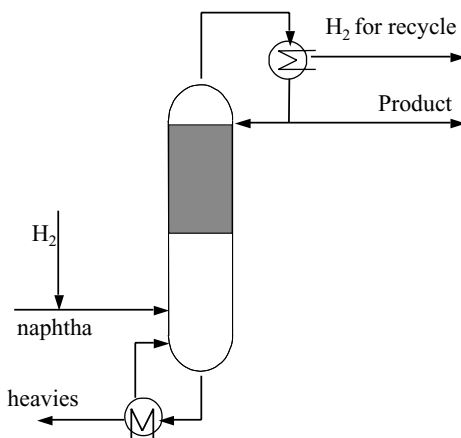 H₂ for recycle
Product
H₂
naphtha
heavies